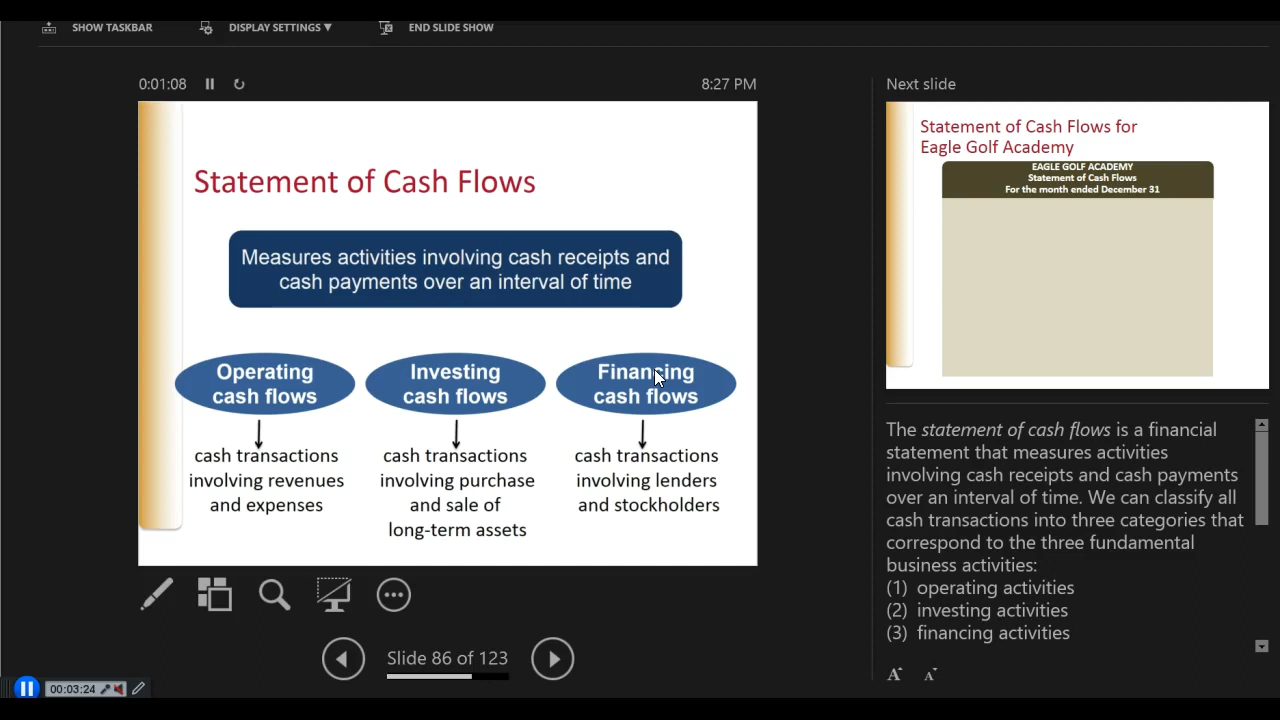 SHOW TASKBAR
DISPLAY SETTINGS ▼
END SLIDE SHOW
0:01:08
8:27 PM
Statement of Cash Flows
Measures activities involving cash receipts and
cash payments over an interval of time
Operating
cash flows
Investing
cash flows
Financing
cash flows
cash transactions
involving revenues
and expenses
cash transactions
involving purchase
and sale of
long-term assets
cash transactions
involving lenders
and stockholders
Slide 86 of 123
00:03:24
Next slide
Statement of Cash Flows for
Eagle Golf Academy
EAGLE GOLF ACADEMY
Statement of Cash Flows
For the month ended December 31
The statement of cash flows is a financial
statement that measures activities
involving cash receipts and cash payments
over an interval of time. We can classify all
cash transactions into three categories that
correspond to the three fundamental
business activities:
(1) operating activities
(2) investing activities
(3) financing activities
A A